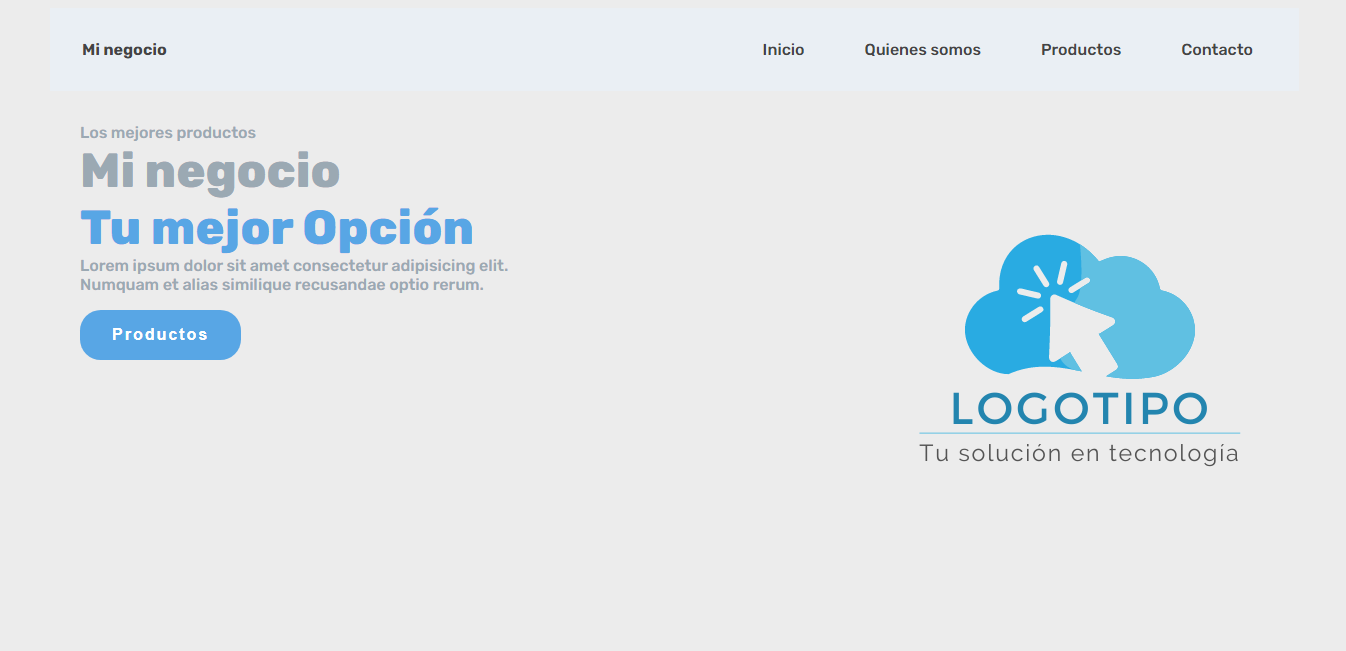 Mi negocio
Inicio
Quienes somos
Productos
Contacto
Los mejores productos
Mi negocio
Tu mejor Opción
Lorem ipsum dolor sit amet consectetur adipisicing elit.
Numquam et alias similique recusandae optio rerum.
Productos
LOGOTIPO
Tu solución en tecnología